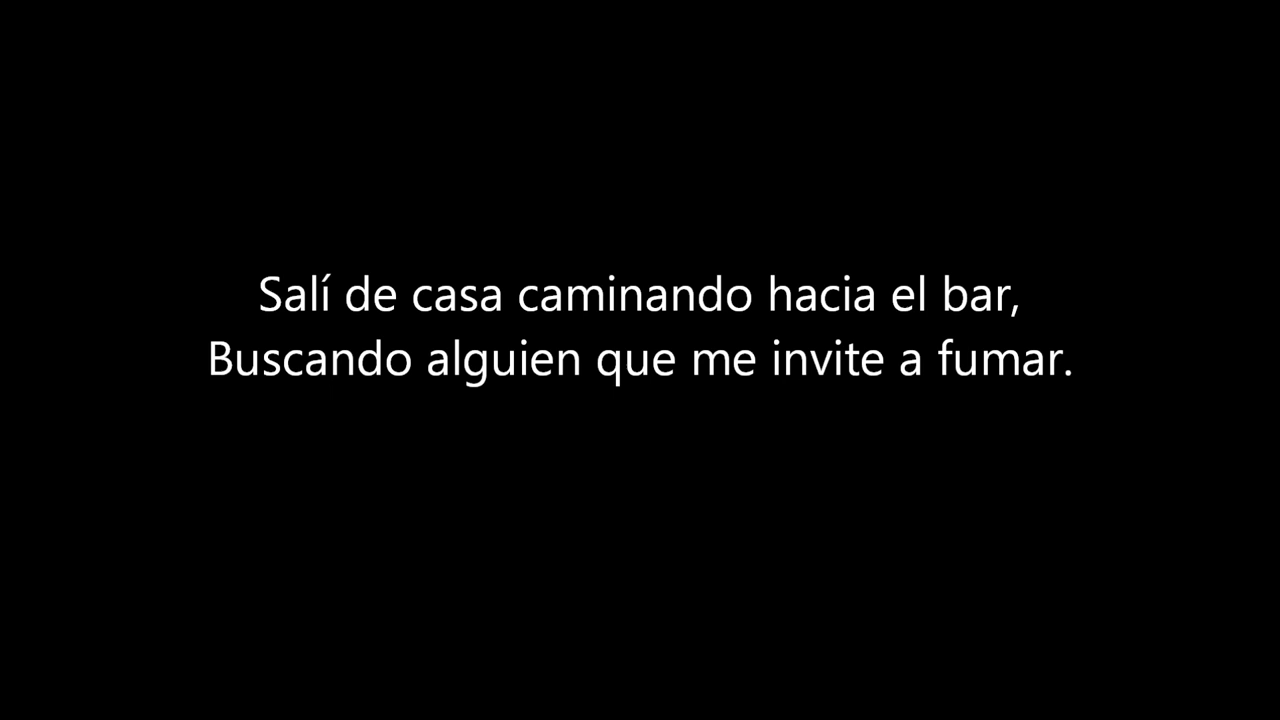 Salí de casa caminando hacia el bar,
Buscando alguien que me invite a fumar.